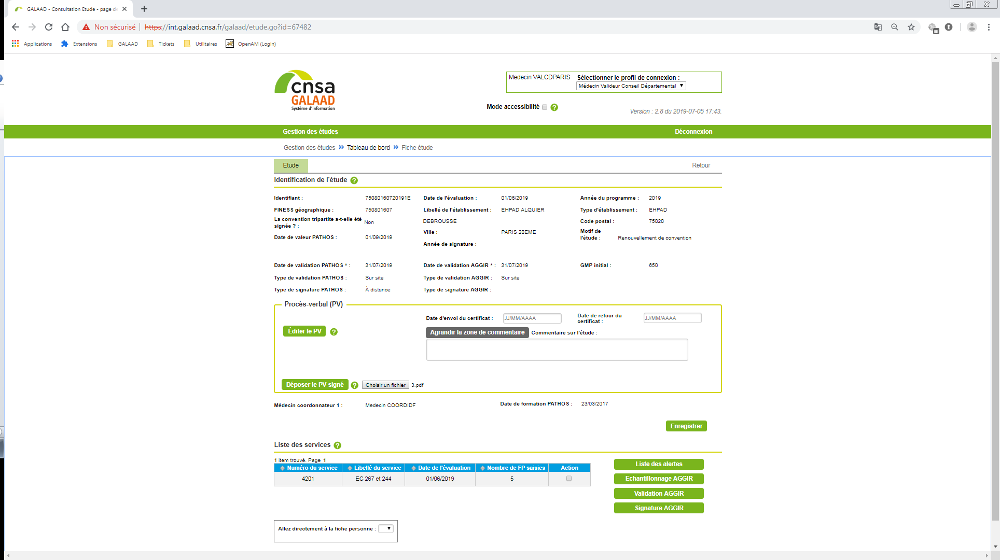 GALAAD - Consultation Etude - page d
Non sécurisé https://int.galaad.cnsa.fr/galaad/etude.go?id=67482
Applications Extensions GALAAD Tickets Utilitaires OpenAM (Login)
cnsa
GALAAD
Système d'information
Medecin VALCDPARIS Sélectionner le profil de connexion :
Médecin Valideur Conseil Départemental
Mode accessibilité ?
Version : 2.8 du 2019-07-05 17:43.
Gestion des études Déconnexion
Gestion des études Tableau de bord Fiche étude
Etude Retour
Identification de l'étude ?
Identifiant : 75080160720191E Date de l'évaluation : 01/06/2019 Année du programme : 2019
FINESS géographique : 750801607 Libellé de l'établissement : EHPAD ALQUIER Type d'établissement : EHPAD
La convention tripartite a-t-elle été
signée ? : Non DEBROUSSE Code postal : 75020
Ville : PARIS 20EME Motif de
l'étude : Renouvellement de convention
Date de valeur PATHOS : 01/09/2019
Année de signature :
Date de validation PATHOS * : 31/07/2019 Date de validation AGGIR * : 31/07/2019 GMP initial : 650
Type de validation PATHOS : Sur site Type de validation AGGIR : Sur site
Type de signature PATHOS : À distance Type de signature AGGIR :
Procès-verbal (PV)
Date d'envoi du certificat : JJ/MM/AAAA Date de retour du
certificat : JJ/MM/AAAA
Éditer le PV ? Agrandir la zone de commentaire Commentaire sur l'étude :
Déposer le PV signé ? Choisir un fichier 3.pdf
Médecin coordonnateur 1 : Medecin COORDIDF Date de formation PATHOS : 23/03/2017
Enregistrer
Liste des services ?
1 item trouvé. Page 1
Numéro du service Libellé du service Date de l'évaluation Nombre de FP saisies Action
4201 EC 267 et 244 01/06/2019 5
Liste des alertes
Echantillonnage AGGIR
Validation AGGIR
Signature AGGIR
Allez directement à la fiche personne :